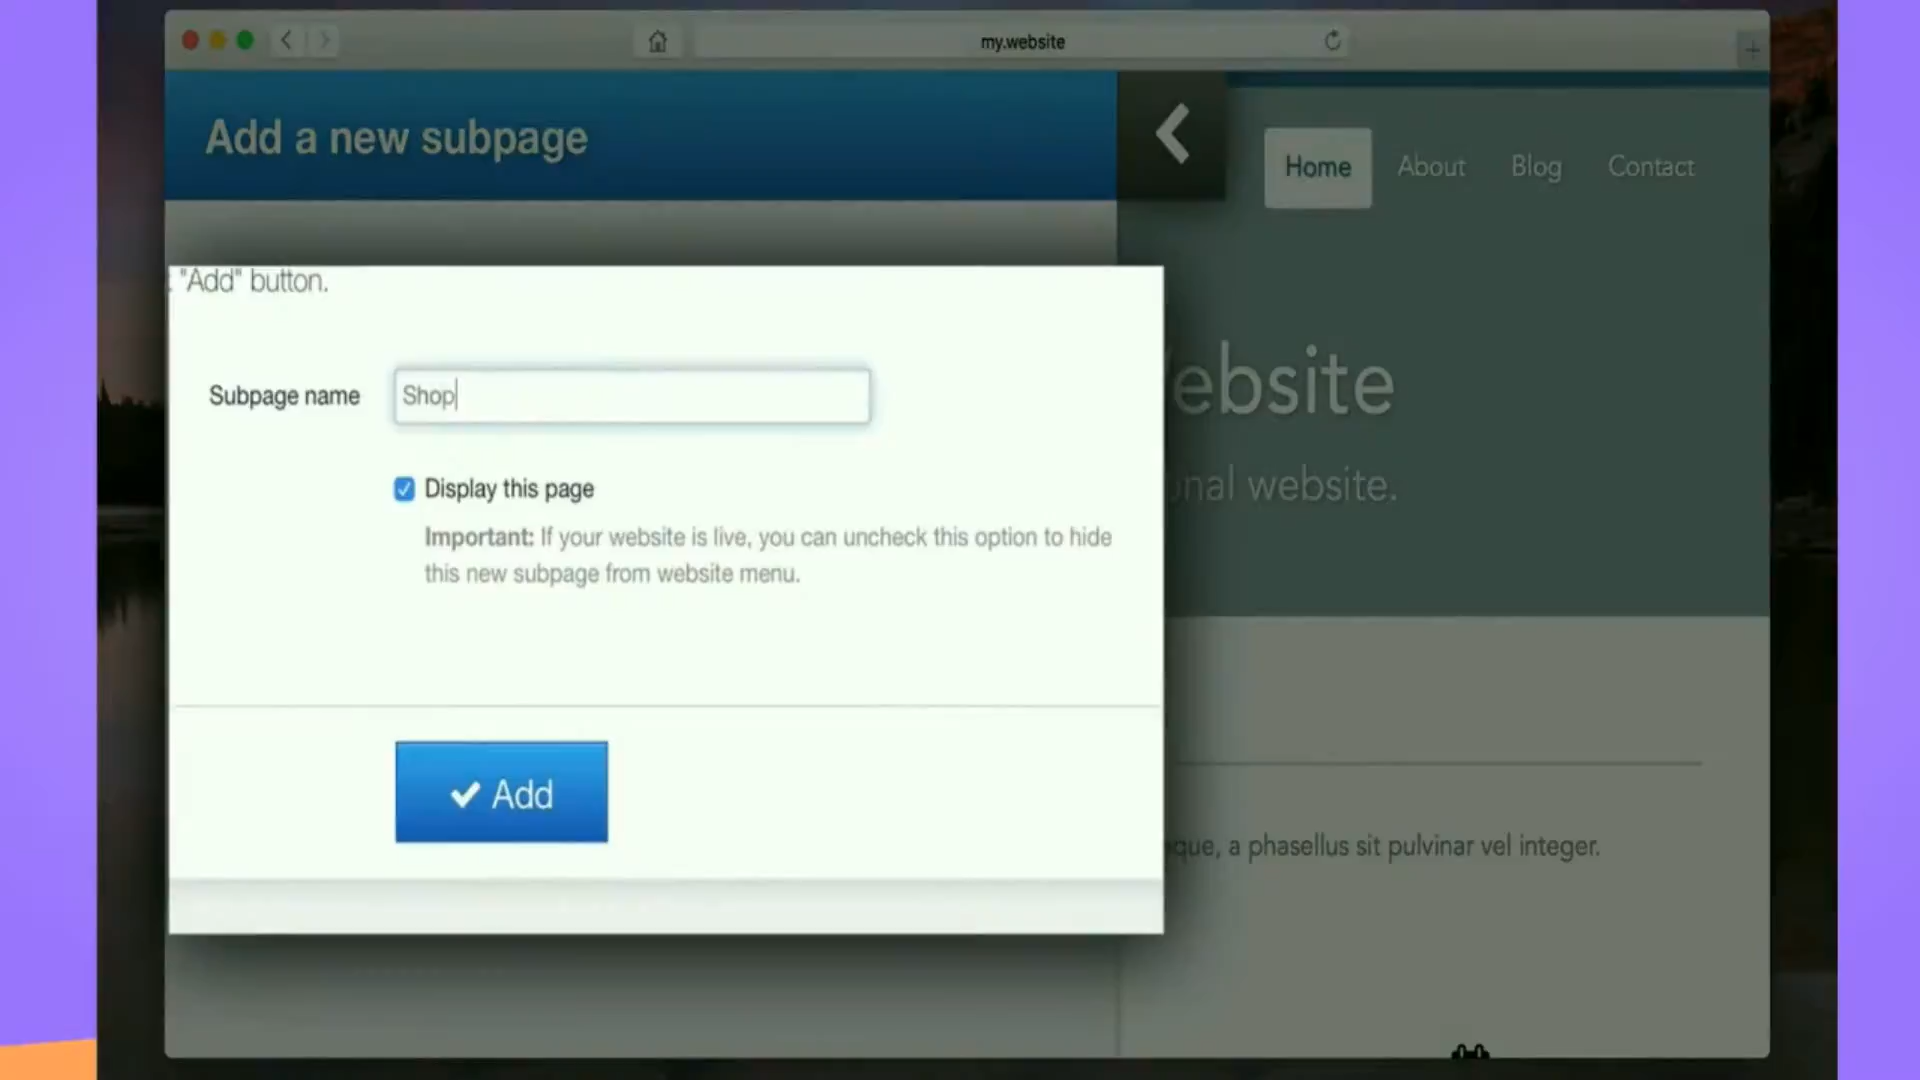 my.website
Add a new subpage
Home About Blog Contact
"Add" button.
ebsite
Subpage name Shop
nal website.
Display this page
Important: If your website is live, you can uncheck this option to hide
this new subpage from website menu.
Add
que, a phasellus sit pulvinar vel integer.